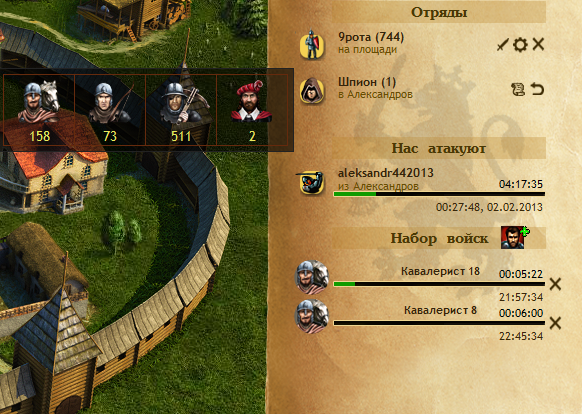 Отряды
9рота (744)
на площади
Шпион (1)
в Александров
158 73 511 2
Нас атакуют
aleksandr442013
из Александров
04:17:35
00:27:48, 02.02.2013
Набор войск
Кавалерист 18 00:05:22
21:57:34
Кавалерист 8 00:06:00
22:45:34